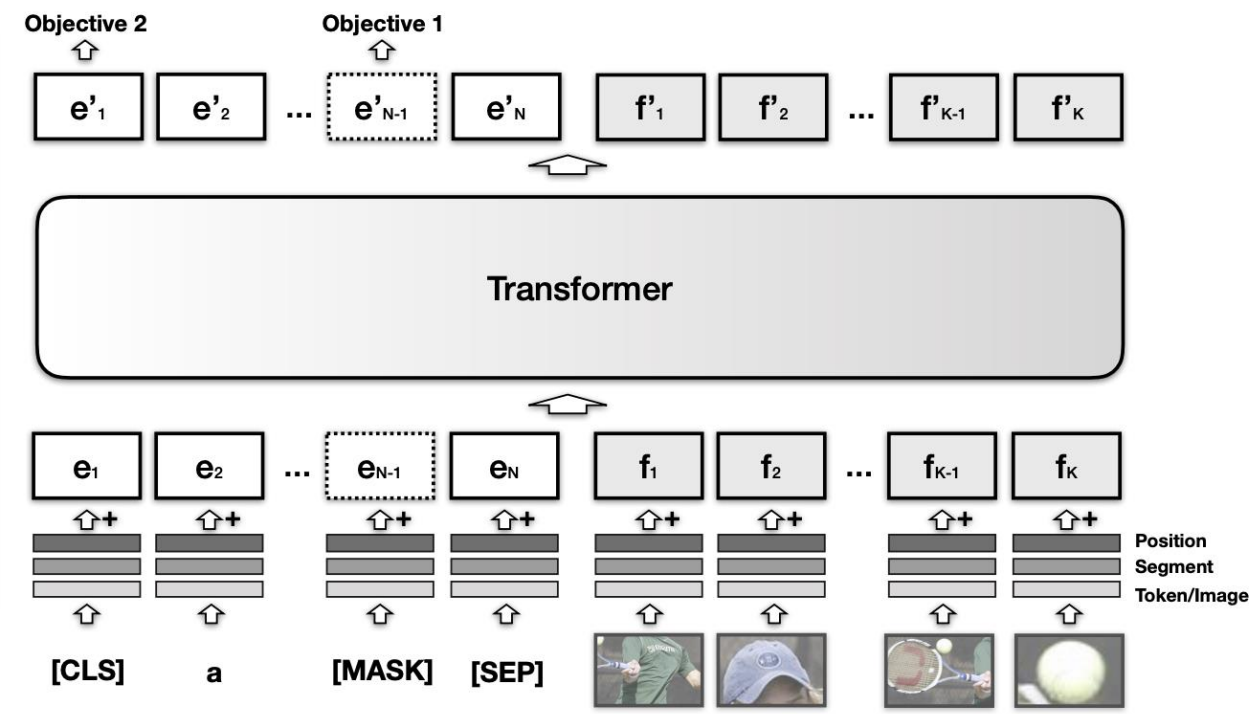 Objective 2 Objective 1
e'1 e'2 ... e'N-1 e'N f'1 f'2 ... f'K-1 f'K
Transformer
e1 e2 ... eN-1 eN f1 f2 ... fK-1 fK
+ + + + + + + +
Position
Segment
Token/Image
[CLS] a [MASK] [SEP]